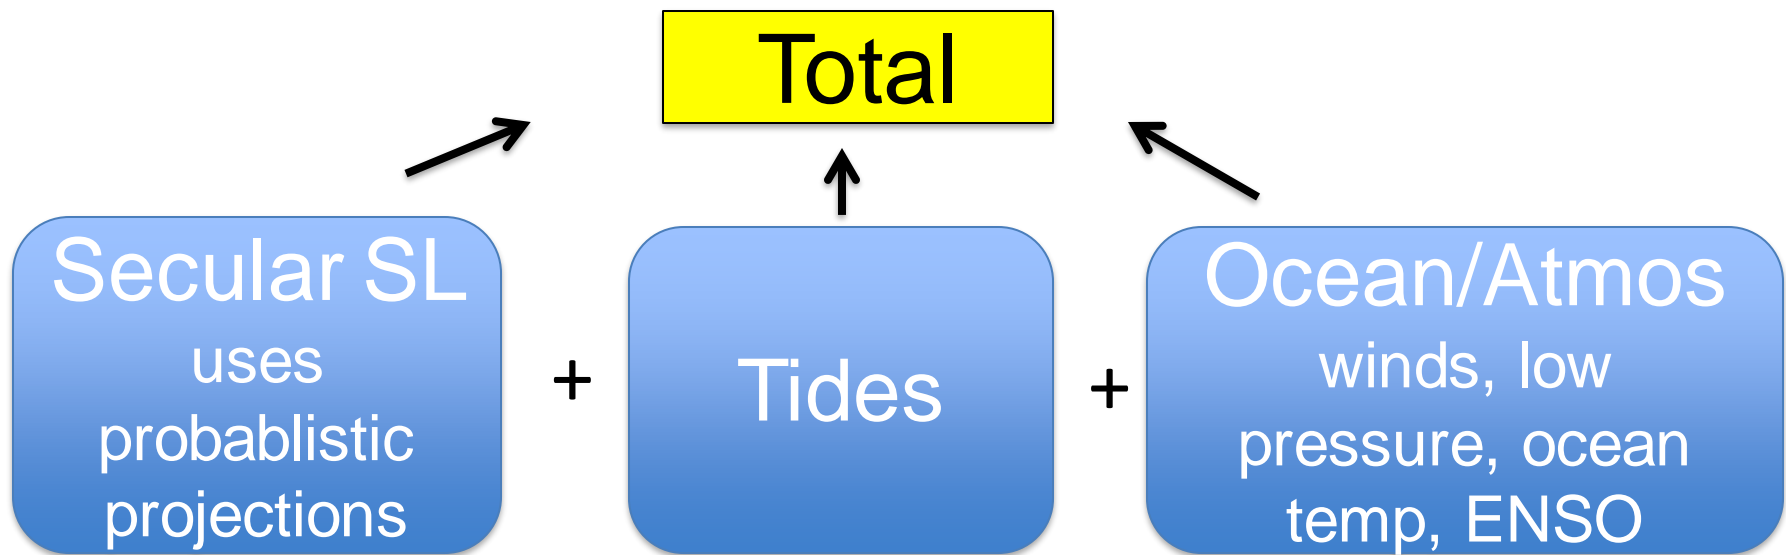 Total
Secular SL
uses
probablistic
projections
+
Tides
+
Ocean/Atmos
winds, low
pressure, ocean
temp, ENSO